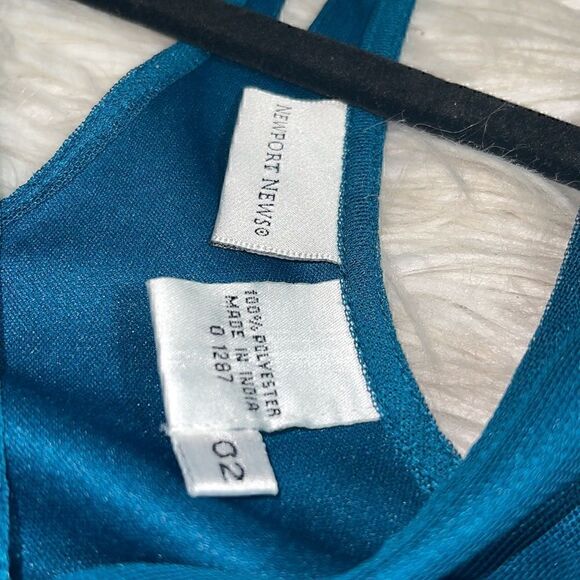 NEWPORT NEWS®
100% POLYESTER
MADE IN INDIA
0 1287
02